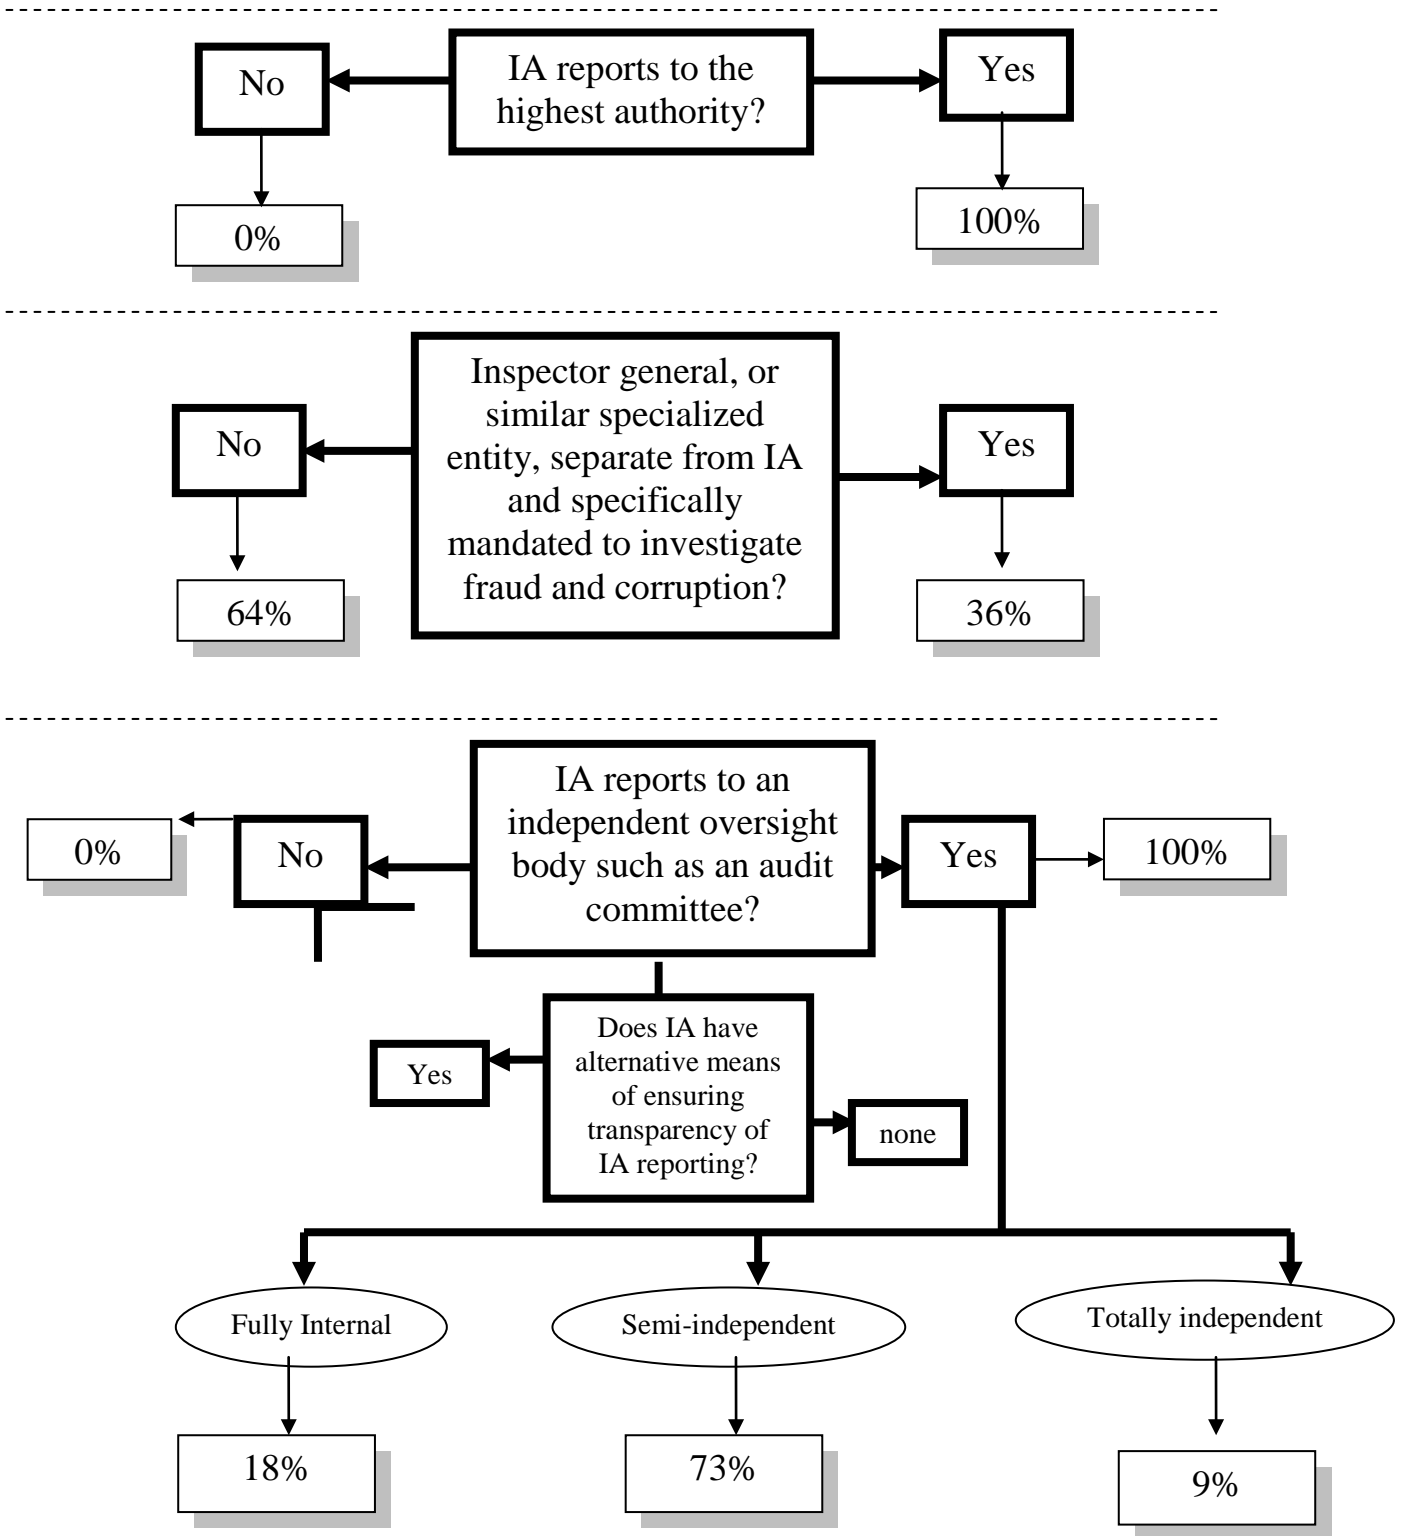 No
IA reports to the
highest authority?
Yes
0%
100%
Inspector general, or
similar specialized
entity, separate from IA
and specifically
mandated to investigate
fraud and corruption?
No
Yes
64%
36%
IA reports to an
independent oversight
body such as an audit
committee?
0%
No
Yes
100%
Does IA have
alternative means
of ensuring
transparency of
IA reporting?
Yes
none
Fully Internal
Semi-independent
Totally independent
18%
73%
9%